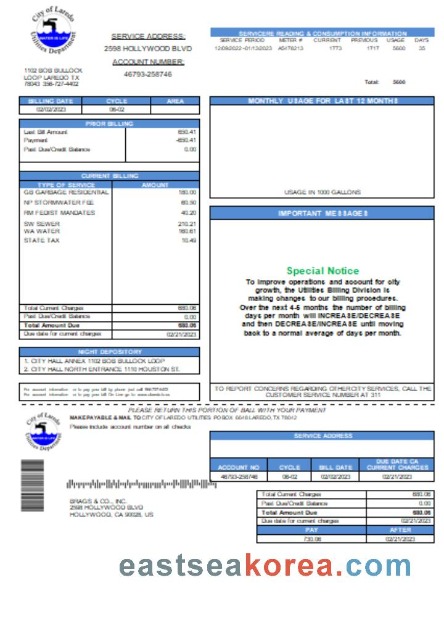 City of Laredo
WATER IS LIFE
Utilities Department
1102 BOB BULLOCK
LOOP LAREDO TX
78043 956-727-6402
SERVICE ADDRESS:
2598 HOLLYWOOD BLVD
ACCOUNT NUMBER:
46793-258746
SERVICERE READING & CONSUMPTION INFORMATION
SERVICE PERIOD METER # CURRENT PREVIOUS USAGE DAYS
12/09/2022 -01/13/2023 1773 1717 5600 35
Total: 5600
BILLING DATE CYCLE AREA
02/02/2023 06-02
PRIOR BILLING
Last Bill Amount 650.41
Payment -650.41
Past Due/Credit Balance 0.00
CURRENT BILLING
TYPE OF SERVICE AMOUNT
GB GARBAGE RESIDENTIAL 180.00
NP STORMWATER FEE
RM FEDIST MANDATES 40.20
SW SEWER 210.21
WA WATER 160.61
STATE TAX 10.49
Total Current Charges 680.06
Past Due/Credit Balance 0.00
Total Amount Due 680.06
Due date for current charges 02/21/2023
NIGHT DEPOSITORY
1. CITY HALL ANNEX 1102 BOB BULLOCK LOOP
2. CITY HALL NORTH ENTRANCE 1110 HOUSTON ST.
MONTHLY USAGE FOR LAST 12 MONTHS
USAGE IN 1000 GALLONS
IMPORTANT MESSAGES
Special Notice
To improve operations and account for city
growth, the Utilities Billing Division is
making changes to our billing procedures.
Over the next 4-6 months the number of billing
days per month will INCREASE/DECREASE
and then DECREASE/INCREASE until moving
back to a normal average of days per month.
TO REPORT CONCERNS REGARDING OTHER CITY SERVICES, CALL THE
CUSTOMER SERVICE NUMBER AT 311
PLEASE RETURN THIS PORTION OF BALL WITH YOUR PAYMENT
MAKE PAYABLE & MAIL TO CITY OF LAREDO UTILITIES PO BOX 6548 LAREDO, TX 78042
Please include account number on all checks
City of Laredo
WATER IS LIFE
Utilities Department
SERVICE ADDRESS
ACCOUNT NO CYCLE BILL DATE DUE DATE CA CURRENT CHARGES
46793-258746 06-02 02/02/2023 02/21/2023
BRAGS & CO., INC.
2598 HOLLYWOOD BLVD
HOLLYWOOD, CA 90028, US
Total Current Charges 680.06
Past Due/Credit Balance 0.00
Total Amount Due 680.06
Due date for current charges 02/21/2023
PAY AFTER
730.06 02/21/2023
eastseakorea.com